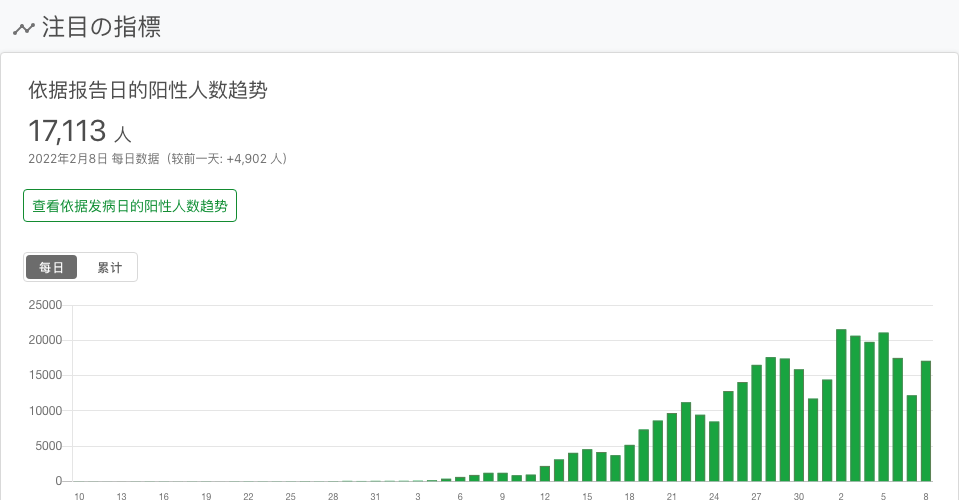 注目の指標
依据报告日的阳性人数趋势
17,113 人
2022年2月8日 每日数据（较前一天: +4,902 人）
查看依据发病日的阳性人数趋势
每日 累计
25000
20000
15000
10000
5000
0
10 13 16 19 22 25 28 31 3 6 9 12 15 18 21 24 27 30 2 5 8